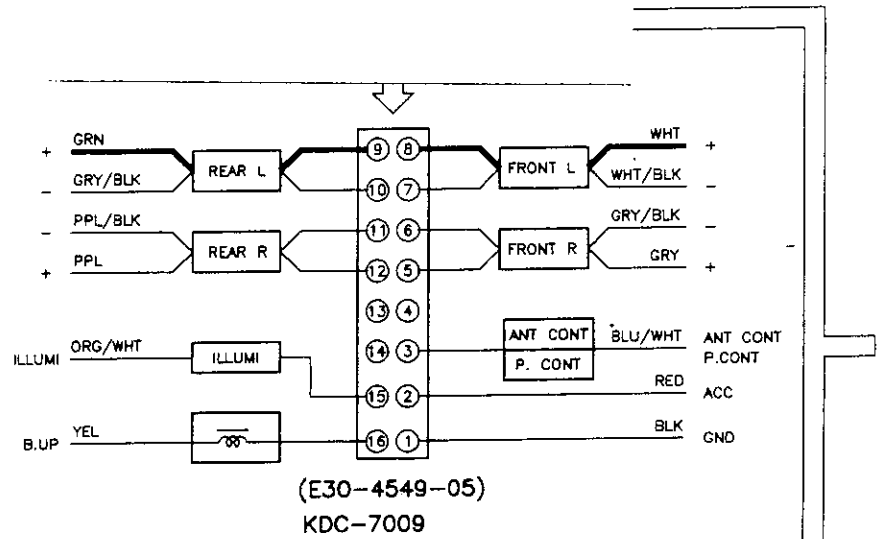 GRN
WHT
+ REAR L 9 8 FRONT L +
GRY/BLK
WHT/BLK
− 10 7 −
PPL/BLK
GRY/BLK
− 11 6 −
REAR R FRONT R
PPL
GRY
+ 12 5 +
13 4
ANT CONT BLU/WHT ANT CONT
ILLUMI ORG/WHT ILLUMI 14 3
P. CONT P.CONT
RED
15 2 ACC
YEL
BLK
B.UP 16 1 GND
(E30-4549-05)
KDC-7009